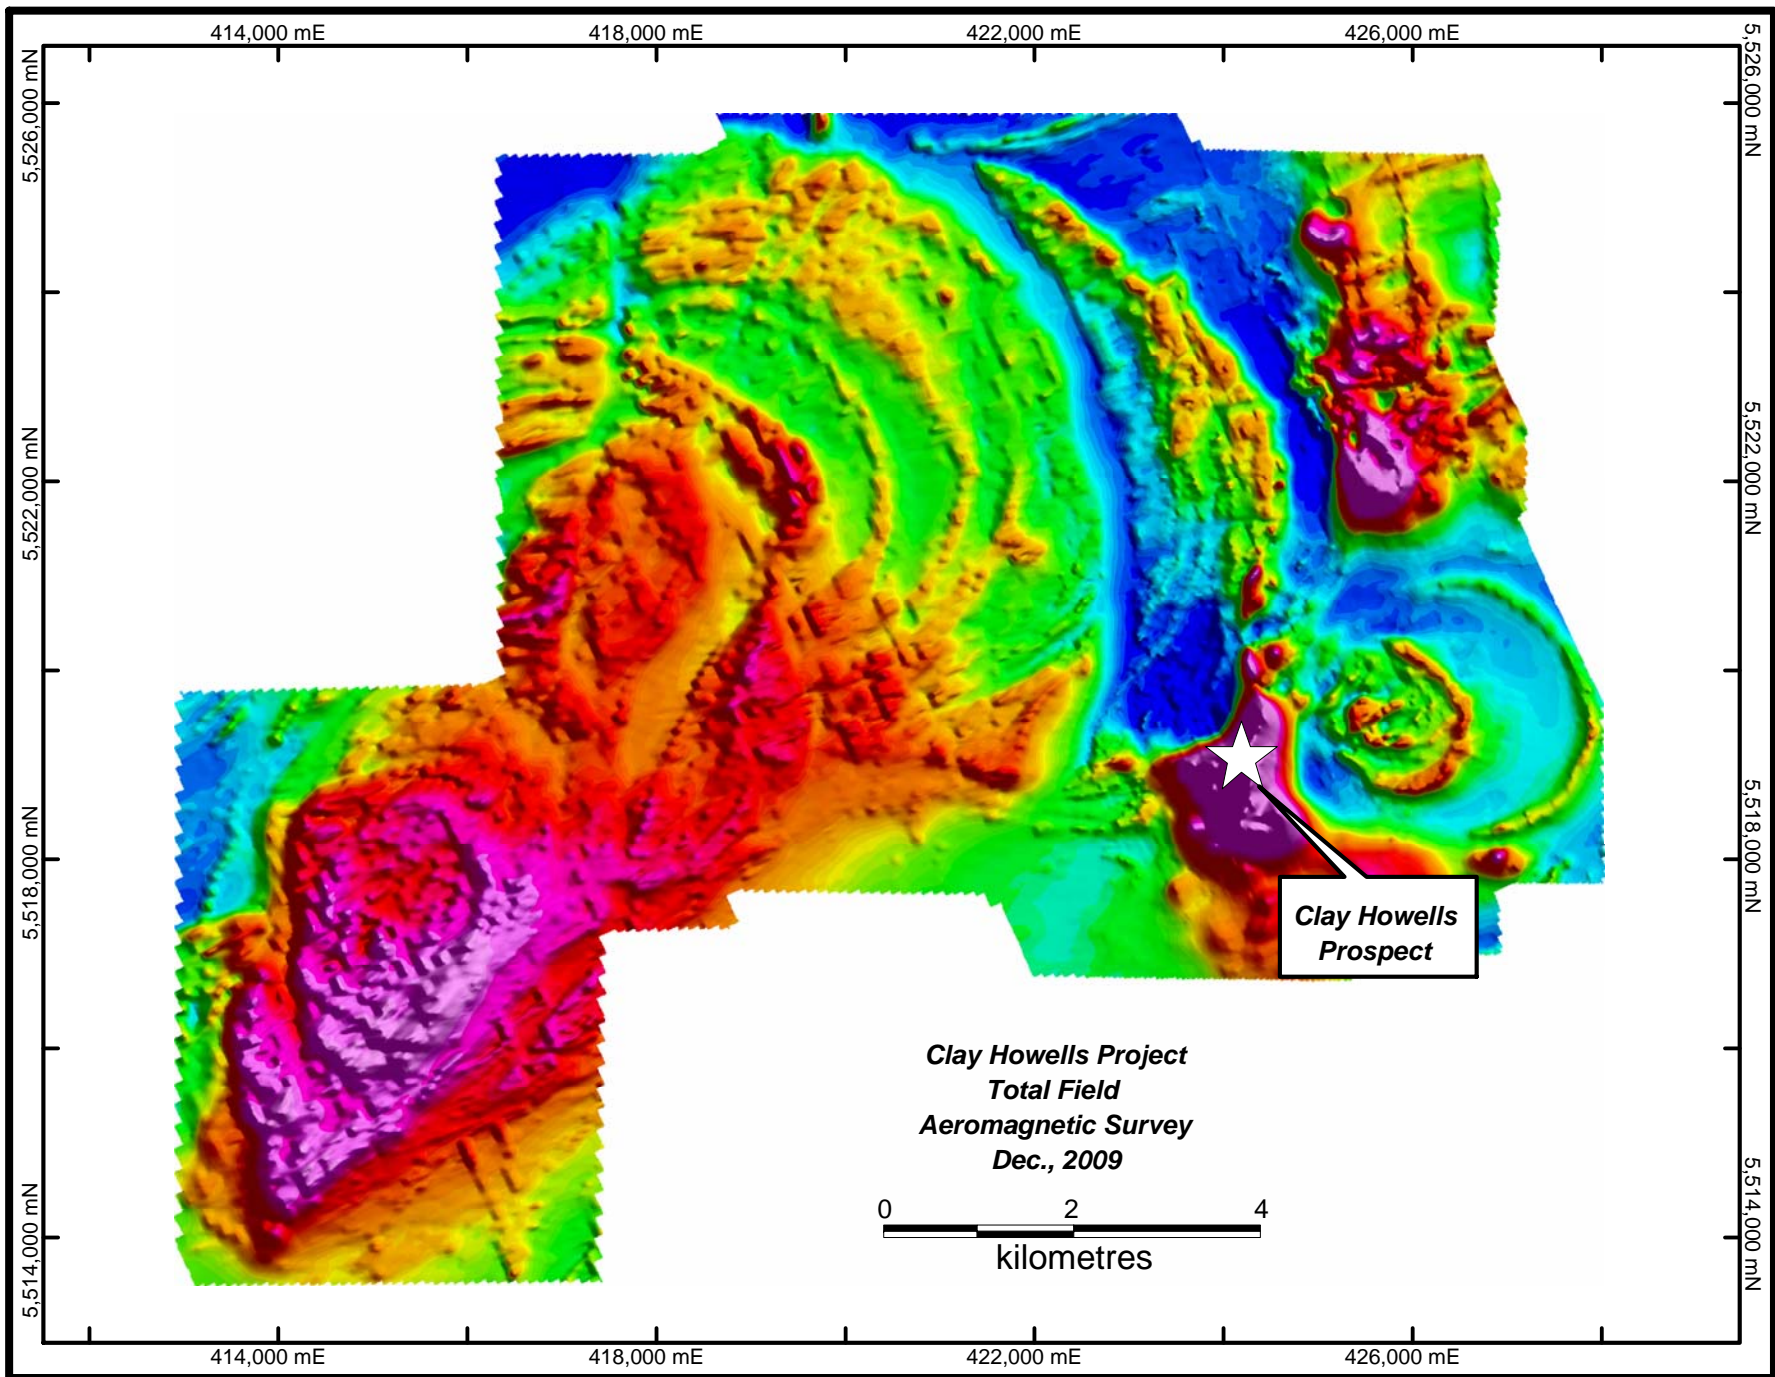 414,000 mE 418,000 mE 422,000 mE 426,000 mE
5,526,000 mN
5,526,000 mN
5,522,000 mN
5,522,000 mN
5,518,000 mN
5,518,000 mN
5,514,000 mN
5,514,000 mN
Clay Howells
Prospect
Clay Howells Project
Total Field
Aeromagnetic Survey
Dec., 2009
0 2 4
kilometres
414,000 mE 418,000 mE 422,000 mE 426,000 mE